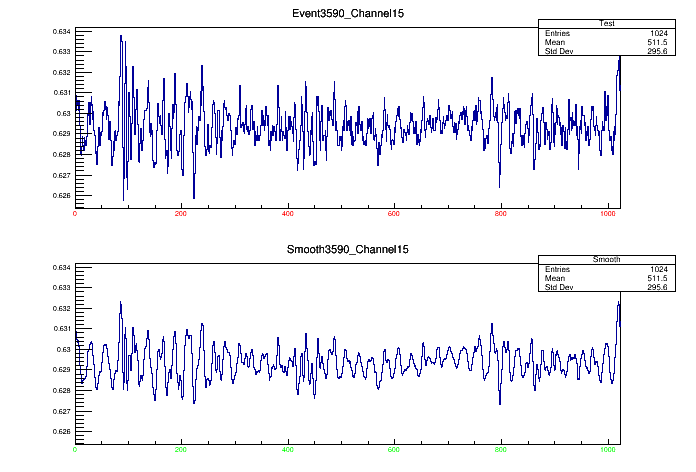 Event3590_Channel15
Test
Entries 1024
Mean 511.5
Std Dev 295.6
0.634
0.633
0.632
0.631
0.63
0.629
0.628
0.627
0.626
0 200 400 600 800 1000
Smooth3590_Channel15
Smooth
Entries 1024
Mean 511.5
Std Dev 295.6
0.634
0.633
0.632
0.631
0.63
0.629
0.628
0.627
0.626
0 200 400 600 800 1000